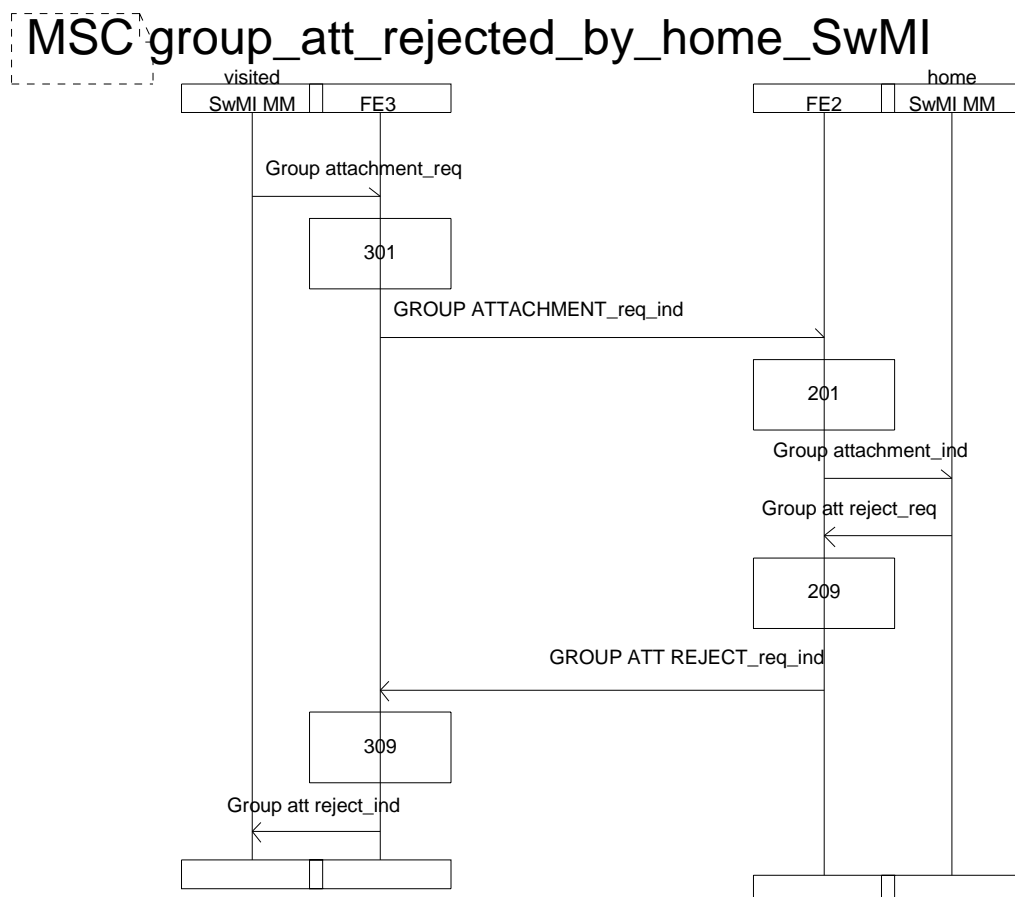 MSC group_att_rejected_by_home_SwMI
visited
home
SwMI MM
FE3
FE2
SwMI MM
Group attachment_req
301
GROUP ATTACHMENT_req_ind
201
Group attachment_ind
Group att reject_req
209
GROUP ATT REJECT_req_ind
309
Group att reject_ind